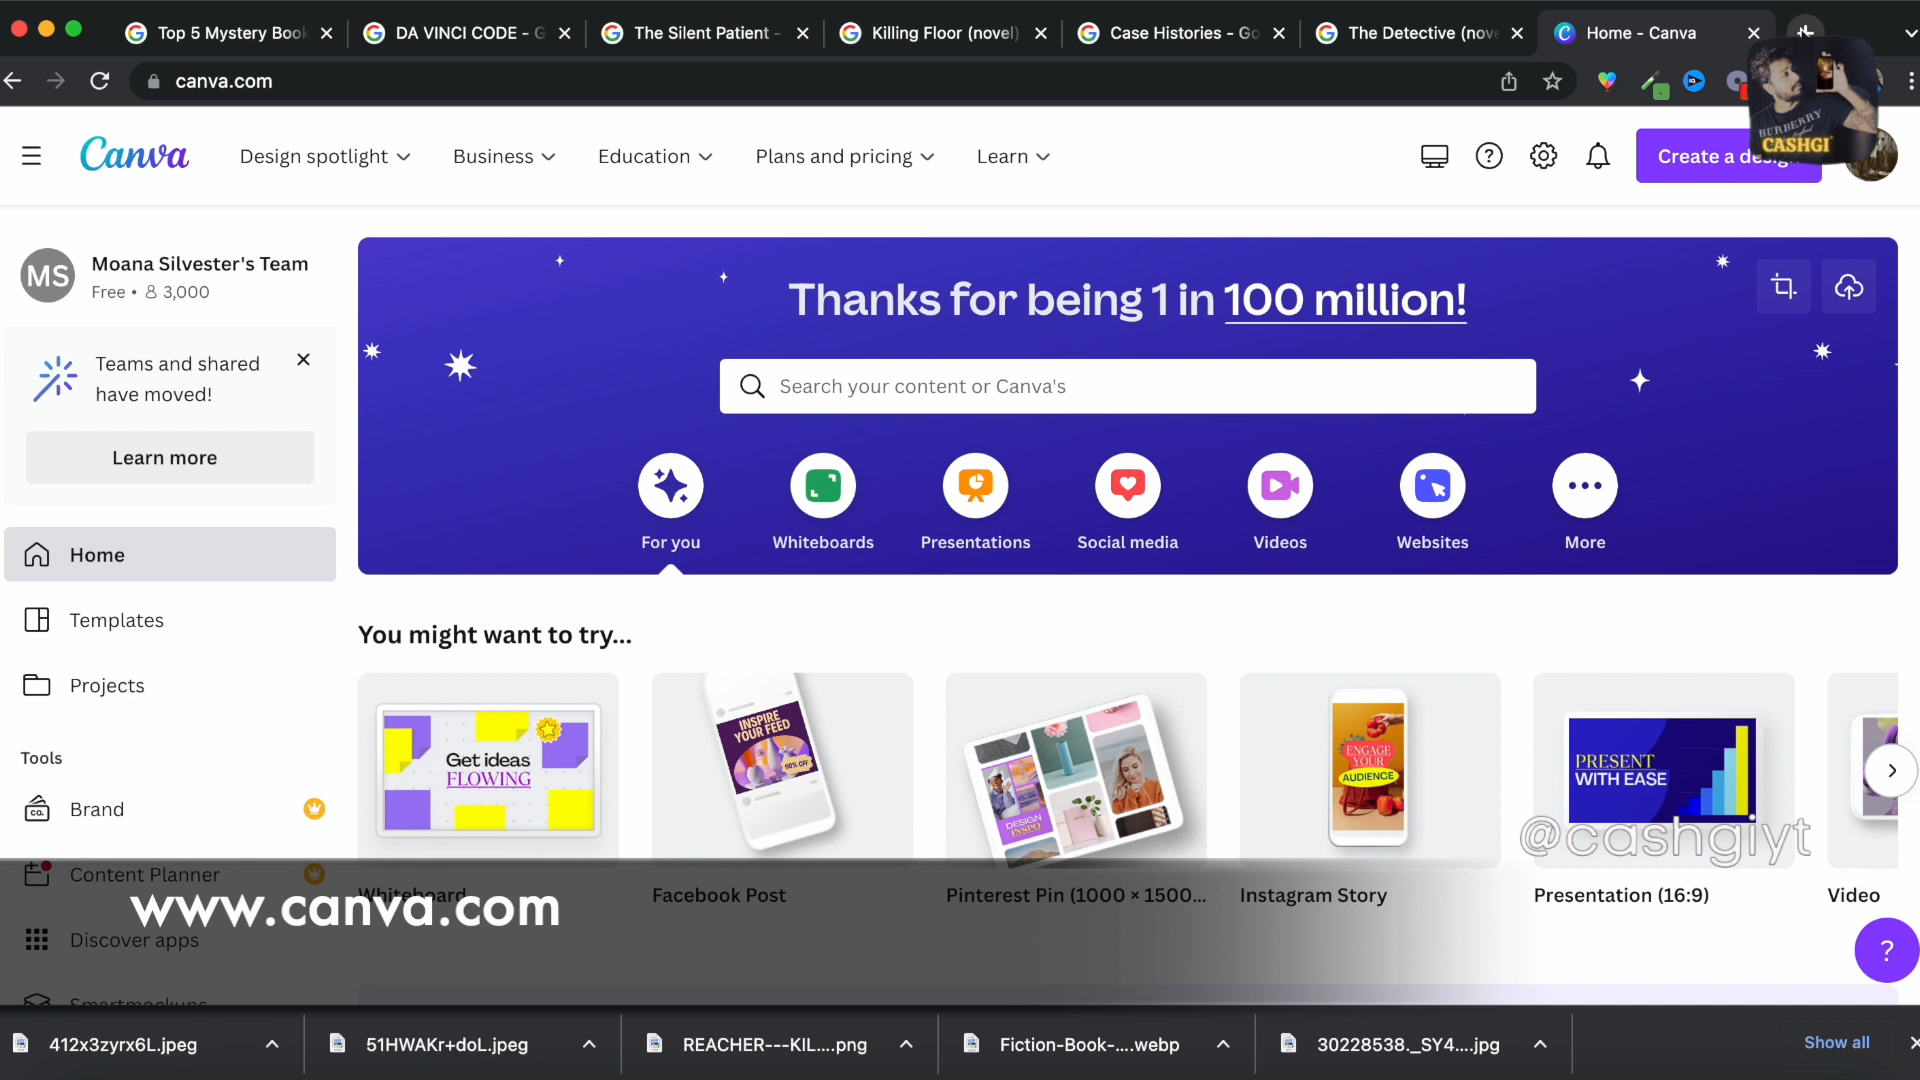 Top 5 Mystery Book
DA VINCI CODE - G
The Silent Patient -
Killing Floor (novel)
Case Histories - Go
The Detective (nove
Home - Canva
canva.com
BURBERRY
CASHGI
Canva
Design spotlight
Business
Education
Plans and pricing
Learn
Create a design
MS
Moana Silvester's Team
Free • 3,000
Teams and shared
have moved!
Learn more
Thanks for being 1 in 100 million!
Search your content or Canva's
For you
Whiteboards
Presentations
Social media
Videos
Websites
More
Home
Templates
Projects
Tools
Brand
Content Planner
Discover apps
Smartmockups
You might want to try...
Get ideas
FLOWING
INSPIRE
YOUR FEED
50% OFF
DESIGN
INSPO
ENGAGE
YOUR
AUDIENCE
PRESENT
WITH EASE
@cashgiyt
Whiteboard
Facebook Post
Pinterest Pin (1000 × 1500...
Instagram Story
Presentation (16:9)
Video
www.canva.com
?
412x3zyrx6L.jpeg
51HWAKr+doL.jpeg
REACHER---KIL....png
Fiction-Book-....webp
30228538._SY4....jpg
Show all